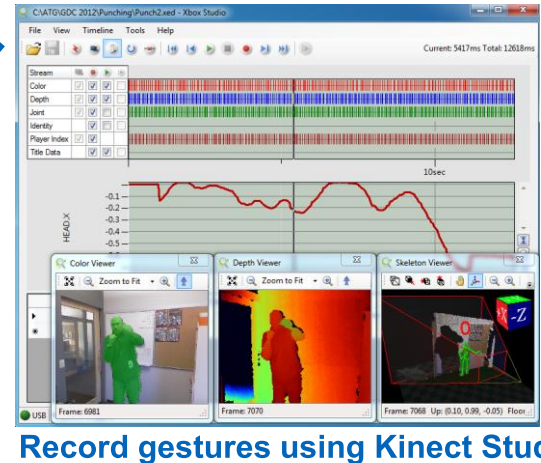 C:\ATG\GDC 2012\Punching\Punch2.xed - Xbox Studio
File View Timeline Tools Help
Current: 5417ms Total: 12618ms
Stream
Color
Depth
Joint
Identity
Player Index
Title Data
10sec
HEAD.X
-0.1
-0.2
-0.3
-0.4
-0.5
Color Viewer
Zoom to Fit
Frame: 6981
Depth Viewer
Zoom to Fit
Frame: 7070
Skeleton Viewer
-Z
Frame: 7068 Up: (0.10, 0.99, -0.05) Floor
USB
Record gestures using Kinect Stud